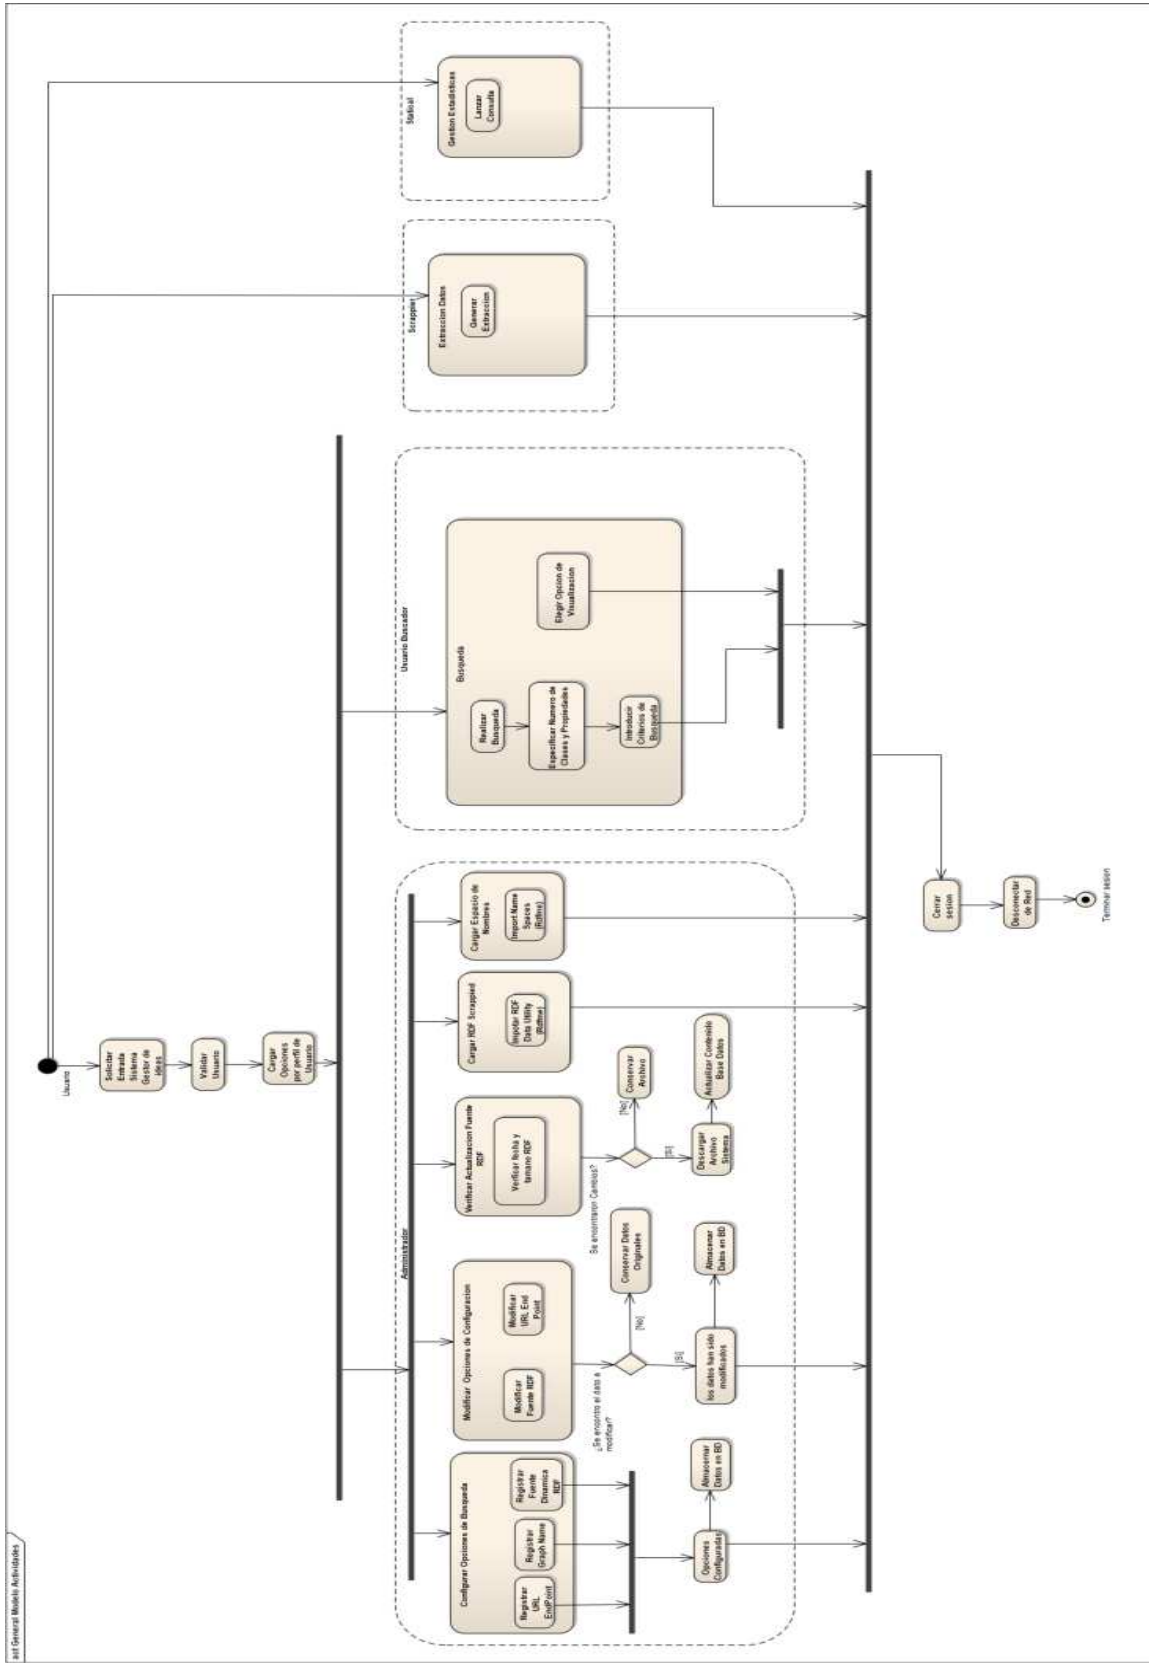 act General Modelo Actividades
Usuario
Solicitar
Entrada
Sistema
Gestor de
ideas
Validar
Usuario
Cargar
Opciones
por perfil de
Usuario
Administrador
Configurar Opciones de Busqueda
Registrar
URL
EndPoint
Registrar
Graph Name
Registrar
Fuente
Dinamica
RDF
Opciones
Configuradas
Almacernar
Datos en BD
Modificar Opciones de Configuracion
Modificar
Fuente RDF
Modificar
URL End
Point
¿Se encontro el dato a
modificar?
[No]
Conservar Datos
Originales
[Si]
los datos han sido
modificados
Almacenar
Datos en BD
Verificar Actualizacion Fuente
RDF
Verificar fecha y
tamano RDF
Se encontraron Cambios?
[No]
Conservar
Archivo
[Si]
Descargar
Archivo
Sistema
Actualizar Contenido
Base Datos
Cargar RDF Scrappied
Impotar RDF
Data Utility
(Rdfine)
Cargar Espacio de
Nombres
Import Name
Spaces
(Rdfine)
Usuario Buscador
Busqueda
Realizar
Busqueda
Especificar Numero de
Clases y Propiedades
Introducir
Criterios de
Busqueda
Elegir Opcion de
Visualizacion
Scrappier
Extraccion Datos
Generar
Extraccion
Statical
Gestion Estadisticas
Lanzar
Consulta
Cerrar
sesion
Desconectar
de Red
Terminar sesion